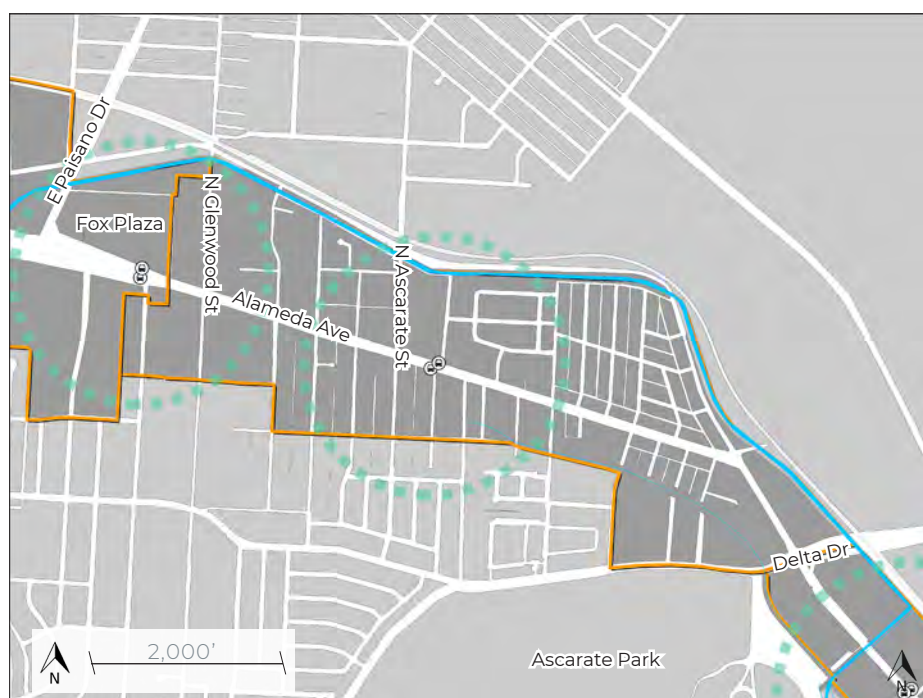 E Paisano Dr
Fox Plaza
N Glenwood St
N Ascarate St
Alameda Ave
Delta Dr
Ascarate Park
2,000'
N
N